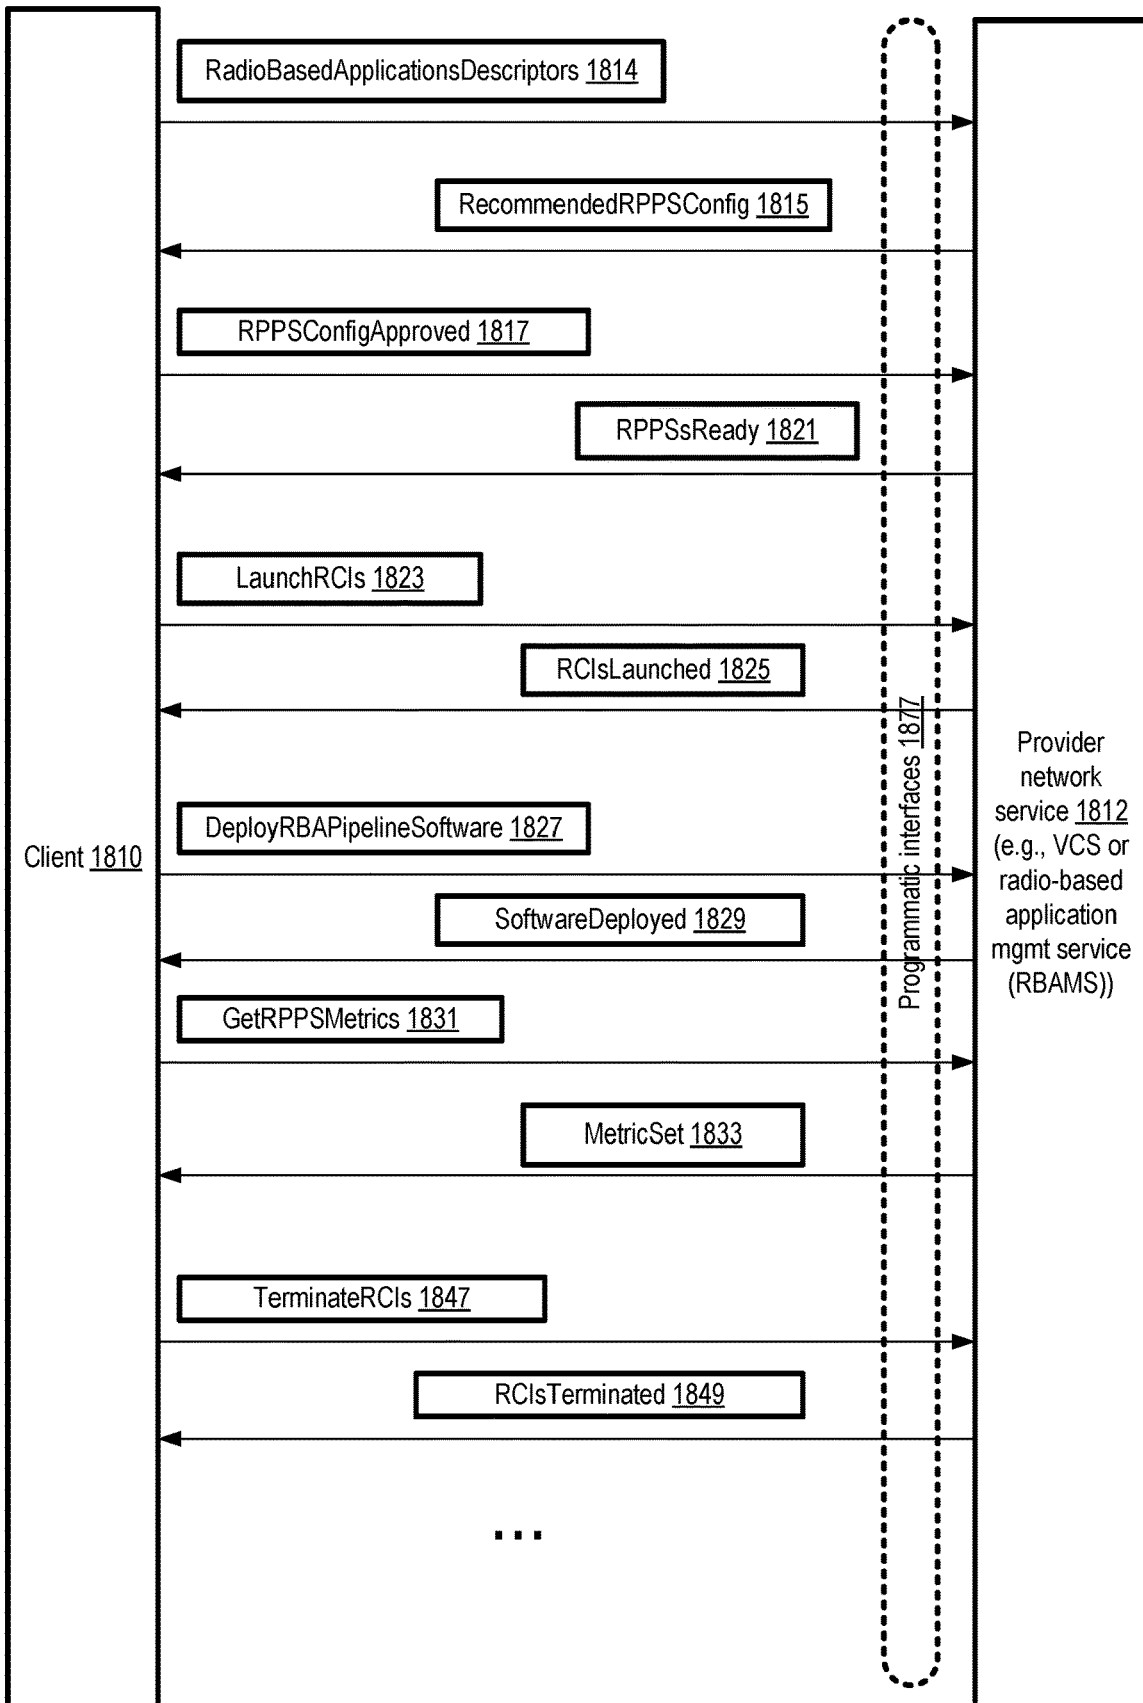 RadioBasedApplicationsDescriptors 1814
RecommendedRPPSConfig 1815
RPPSConfigApproved 1817
RPPSsReady 1821
LaunchRCIs 1823
RCIsLaunched 1825
DeployRBAPipelineSoftware 1827
Client 1810
SoftwareDeployed 1829
GetRPPSMetrics 1831
MetricSet 1833
TerminateRCIs 1847
RCIsTerminated 1849
...
Programmatic interfaces 1877
Provider
network
service 1812
(e.g., VCS or
radio-based
application
mgmt service
(RBAMS))